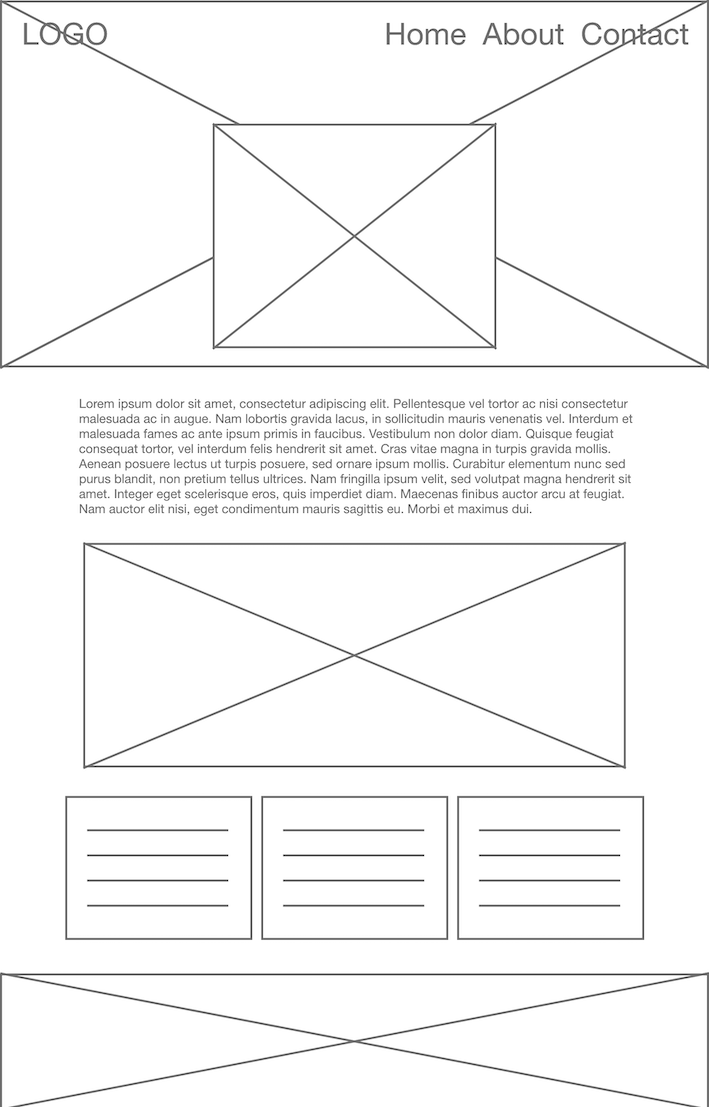 LOGO
Home About Contact
Lorem ipsum dolor sit amet, consectetur adipiscing elit. Pellentesque vel tortor ac nisi consectetur
malesuada ac in augue. Nam lobortis gravida lacus, in sollicitudin mauris venenatis vel. Interdum et
malesuada fames ac ante ipsum primis in faucibus. Vestibulum non dolor diam. Quisque feugiat
consequat tortor, vel interdum felis hendrerit sit amet. Cras vitae magna in turpis gravida mollis.
Aenean posuere lectus ut turpis posuere, sed ornare ipsum mollis. Curabitur elementum nunc sed
purus blandit, non pretium tellus ultrices. Nam fringilla ipsum velit, sed volutpat magna hendrerit sit
amet. Integer eget scelerisque eros, quis imperdiet diam. Maecenas finibus auctor arcu at feugiat.
Nam auctor elit nisi, eget condimentum mauris sagittis eu. Morbi et maximus dui.